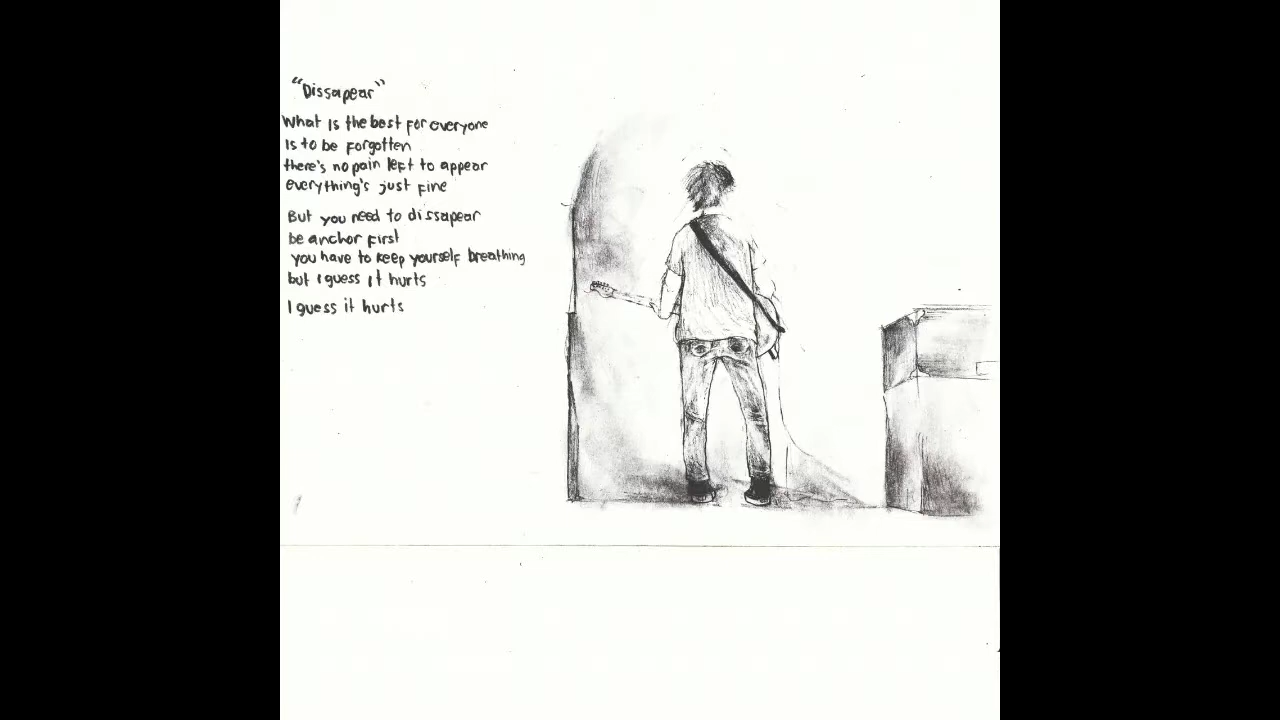 "Dissapear"
What is the best for everyone
is to be forgotten
there's no pain left to appear
everything's just fine
But you need to dissapear
be anchor first
you have to keep yourself breathing
but I guess it hurts
I guess it hurts